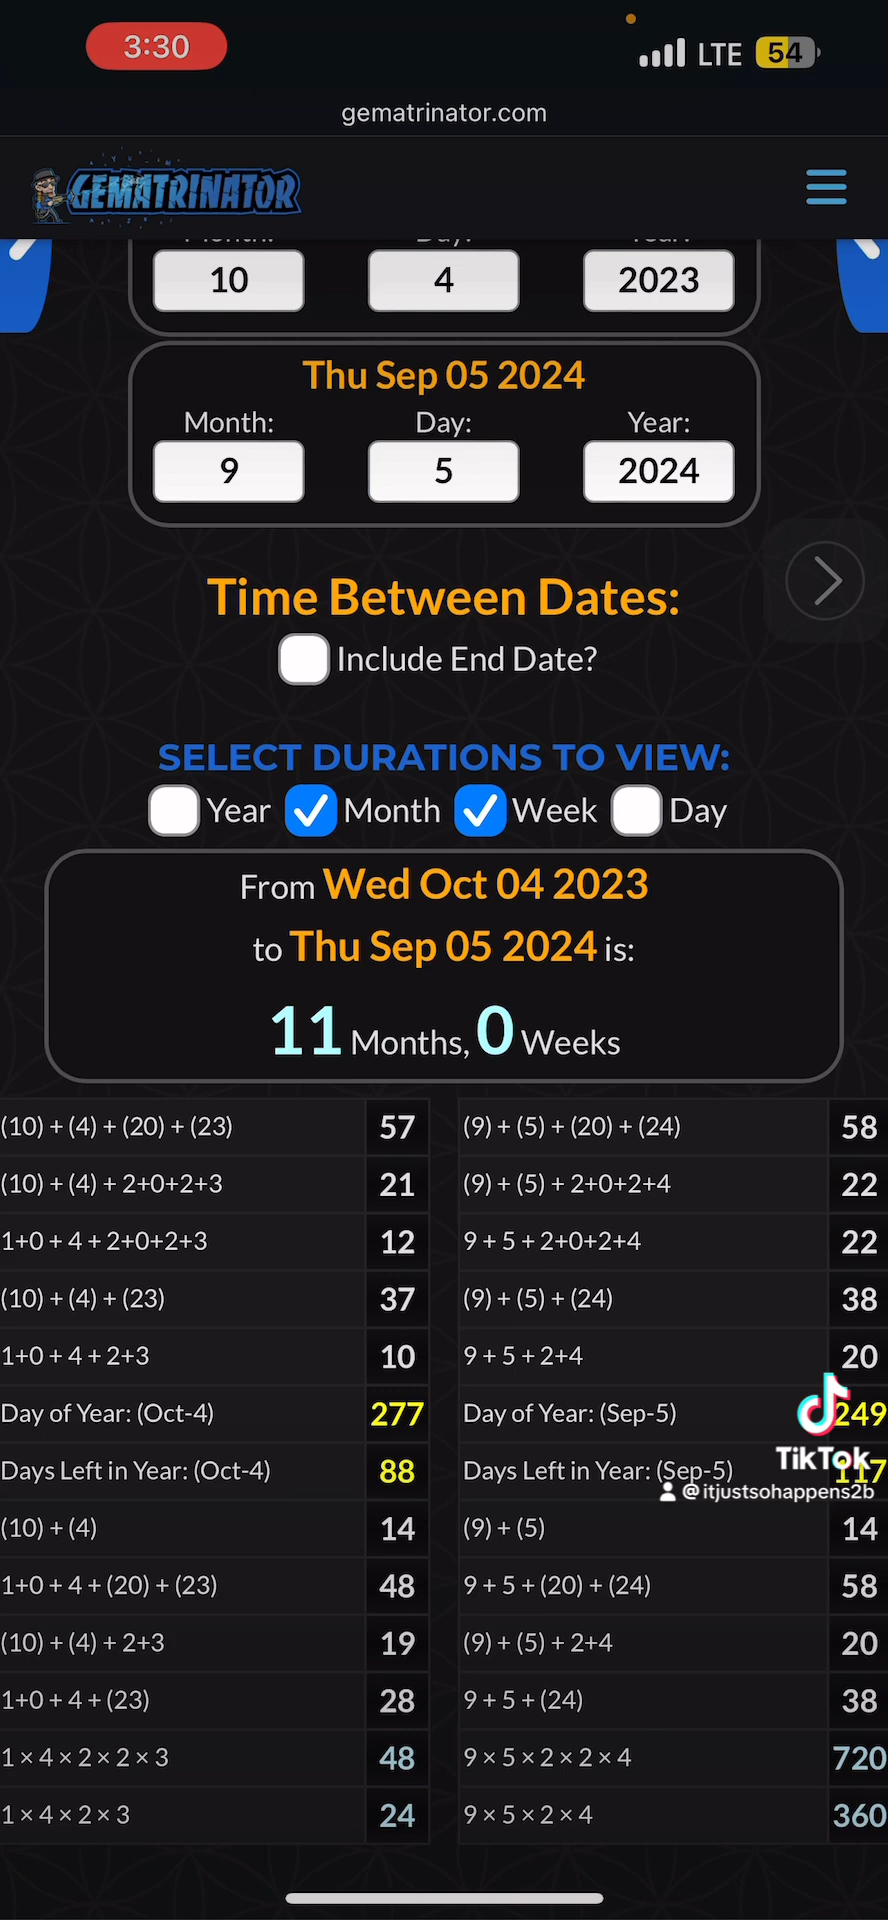 3:30 LTE 54
gematrinator.com
GEMATRINATOR
10 4 2023
Thu Sep 05 2024
Month: Day: Year:
9 5 2024
Time Between Dates:
Include End Date?
SELECT DURATIONS TO VIEW:
Year Month Week Day
From Wed Oct 04 2023
to Thu Sep 05 2024 is:
11 Months, 0 Weeks
(10) + (4) + (20) + (23) 57 (9) + (5) + (20) + (24) 58
(10) + (4) + 2+0+2+3 21 (9) + (5) + 2+0+2+4 22
1+0 + 4 + 2+0+2+3 12 9 + 5 + 2+0+2+4 22
(10) + (4) + (23) 37 (9) + (5) + (24) 38
1+0 + 4 + 2+3 10 9 + 5 + 2+4 20
Day of Year: (Oct-4) 277 Day of Year: (Sep-5) 249
Days Left in Year: (Oct-4) 88 Days Left in Year: (Sep-5) 117
TikTok
@itjustsohappens2b
(10) + (4) 14 (9) + (5) 14
1+0 + 4 + (20) + (23) 48 9 + 5 + (20) + (24) 58
(10) + (4) + 2+3 19 (9) + (5) + 2+4 20
1+0 + 4 + (23) 28 9 + 5 + (24) 38
1 × 4 × 2 × 2 × 3 48 9 × 5 × 2 × 2 × 4 720
1 × 4 × 2 × 3 24 9 × 5 × 2 × 4 360